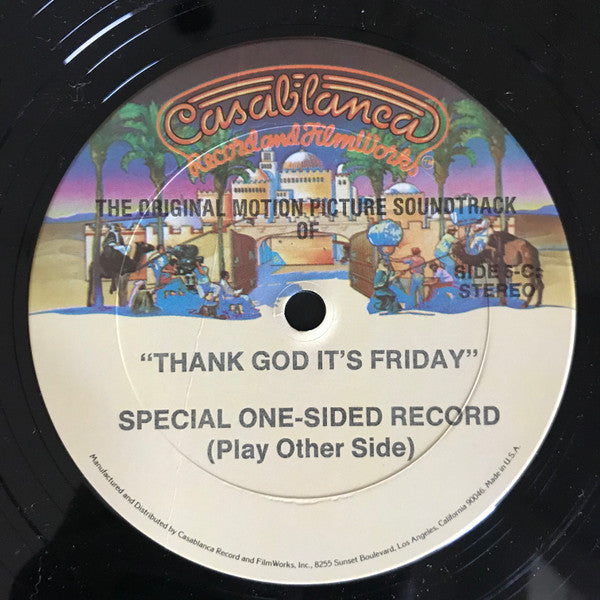 Casablanca
Record and FilmWorks
THE ORIGINAL MOTION PICTURE SOUNDTRACK
OF
SIDE 5-C
STEREO
"THANK GOD IT'S FRIDAY"
SPECIAL ONE-SIDED RECORD
(Play Other Side)
Manufactured and Distributed by Casablanca Record and FilmWorks, Inc., 8255 Sunset Boulevard, Los Angeles, California 90046. Made in U.S.A.